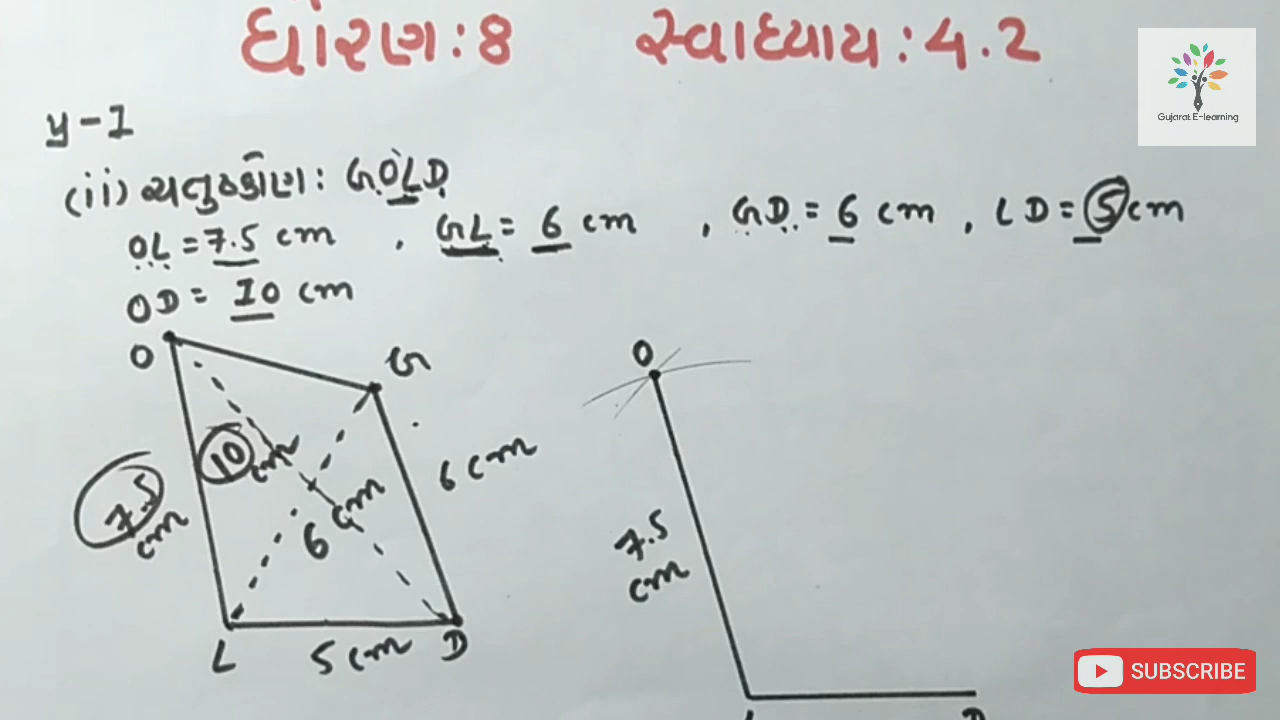 ધોરણ : 8 સ્વાધ્યાય : 4.2
Gujarat E-learning
y-1
(ii) ચતુષ્કોણ : GOLD
OL = 7.5 cm , GL = 6 cm , GD = 6 cm , LD = 5 cm
OD = 10 cm
O G O
10 cm
7.5 cm
6 cm
6 cm
7.5 cm
L 5 cm D
SUBSCRIBE